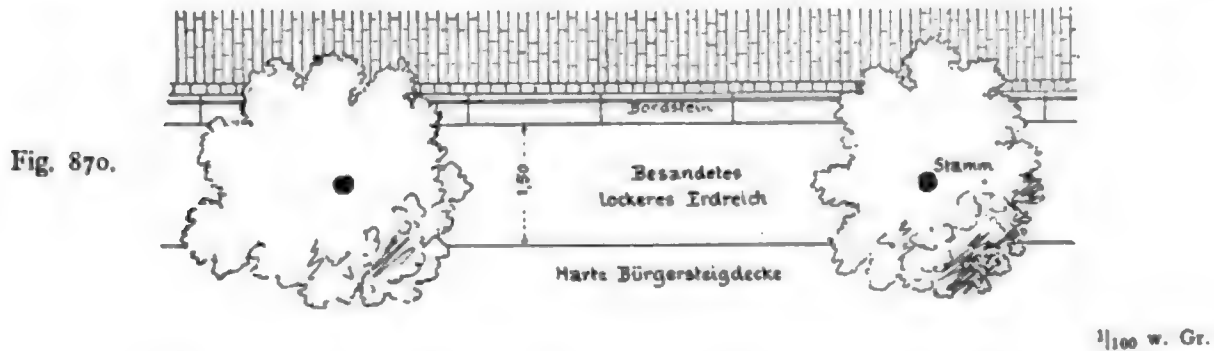 Bordstein
Fig. 870.
1,50
Stamm
Besandetes
lockeres Erdreich
Harte Bürgersteigdecke
1|100 w. Gr.